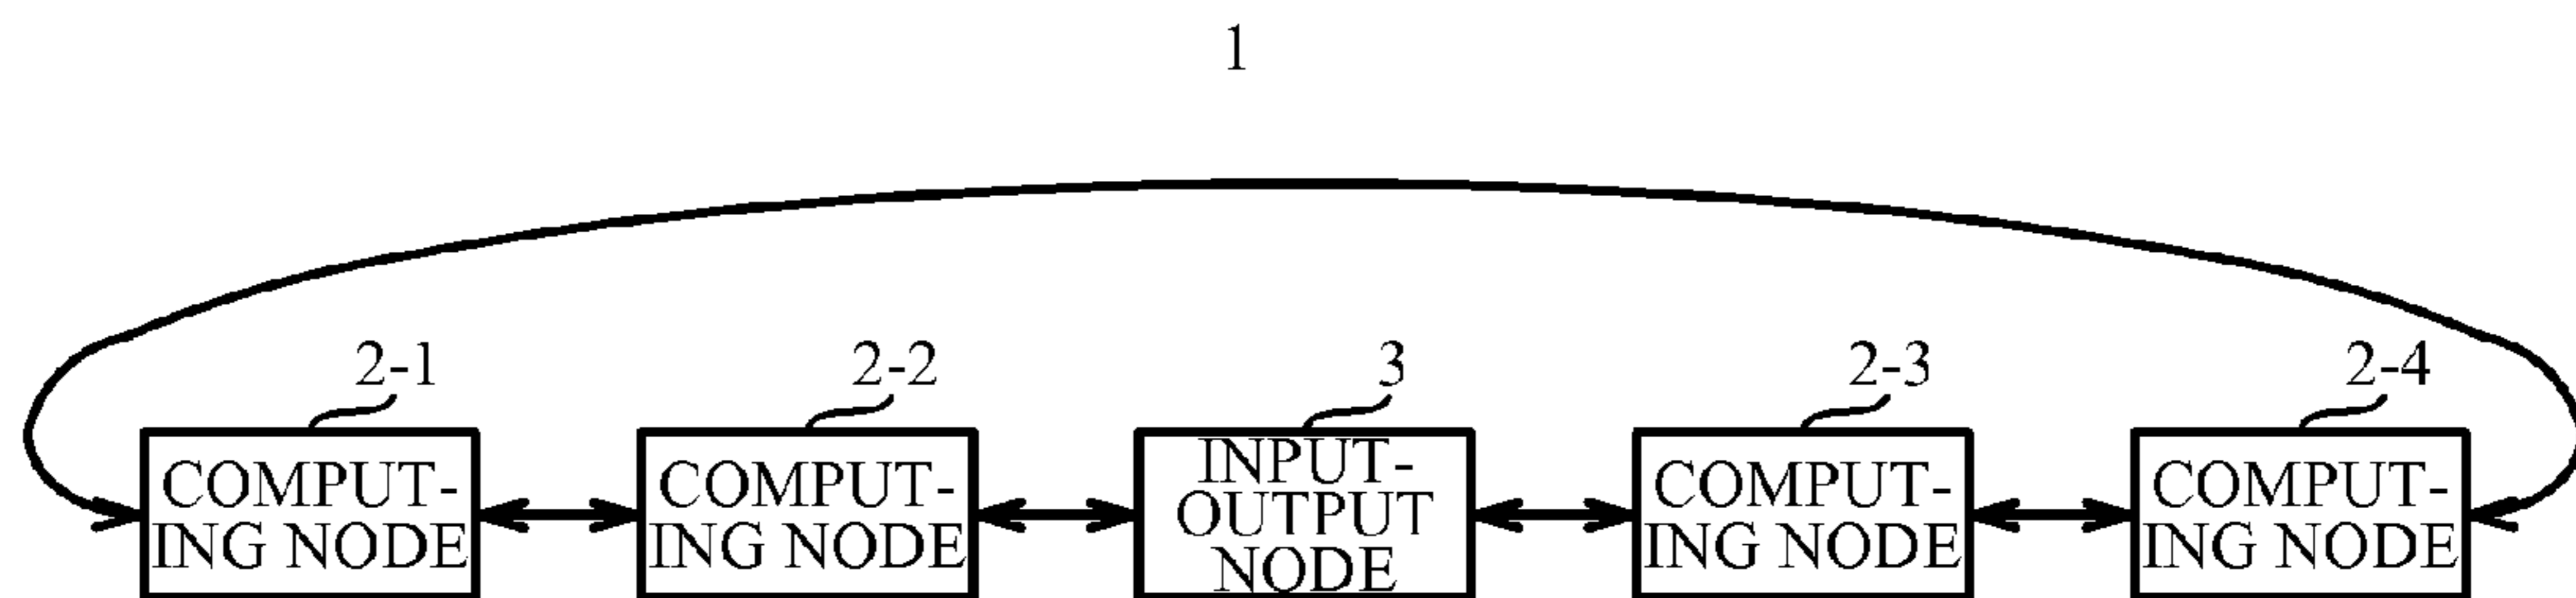 1
2-1
2-2
3
2-3
2-4
COMPUT-
ING NODE
COMPUT-
ING NODE
INPUT-
OUTPUT
NODE
COMPUT-
ING NODE
COMPUT-
ING NODE